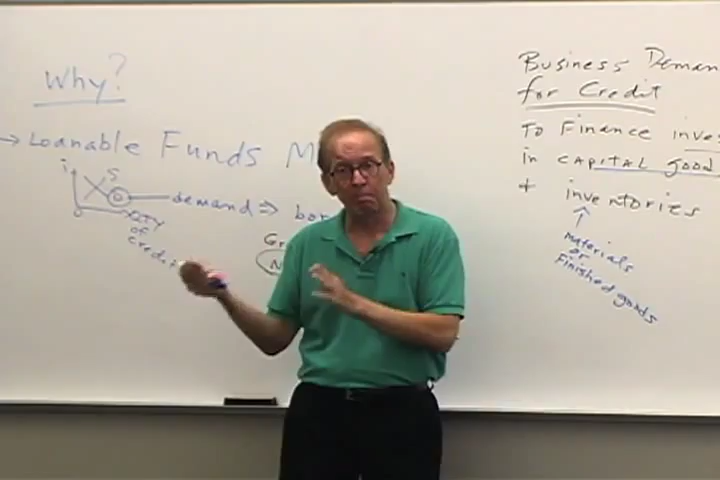 Why?
→ Loanable Funds M
i
S
D
demand ⇒ bor
QTY
of
credit
Gr
N
Business Deman
for Credit
To Finance inves
in capital good
+ inventories
materials
or
Finished goods